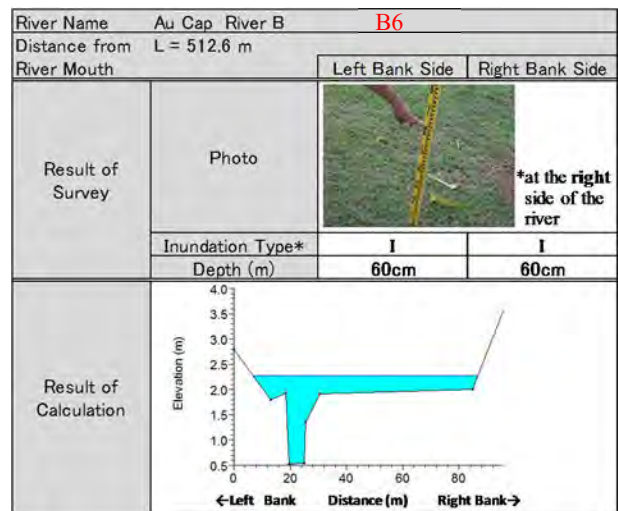 River Name Au Cap River B B6
Distance from L = 512.6 m
River Mouth Left Bank Side Right Bank Side
Result of
Survey
Photo
*at the right
side of the
river
Inundation Type* I I
Depth (m) 60cm 60cm
Result of
Calculation
Elevation (m)
4.0
3.5
3.0
2.5
2.0
1.5
1.0
0.5
0 20 40 60 80
←Left Bank Distance (m) Right Bank→